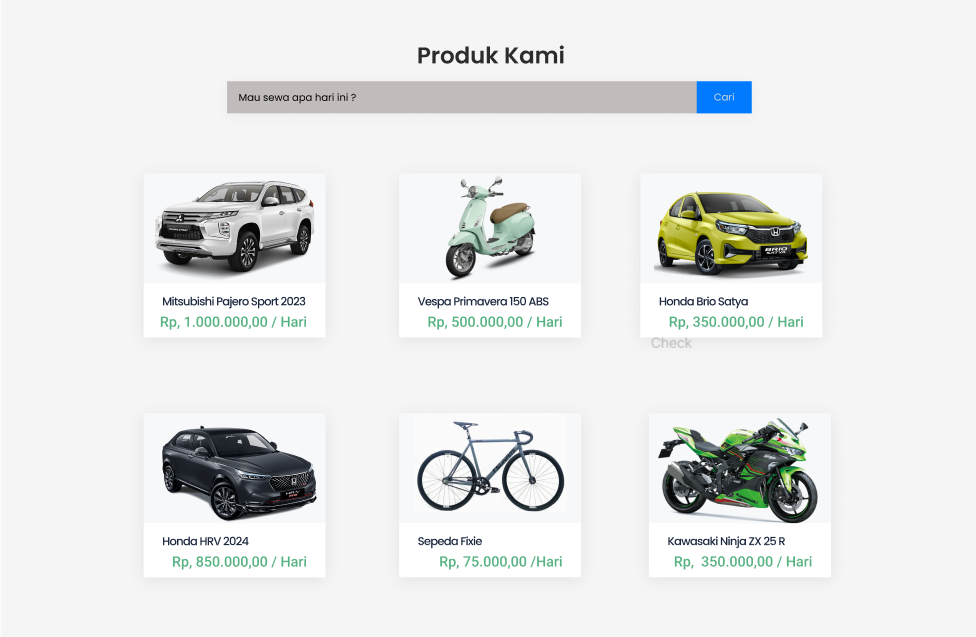 Produk Kami
Mau sewa apa hari ini ?
Cari
Mitsubishi Pajero Sport 2023
Rp, 1.000.000,00 / Hari
Vespa Primavera 150 ABS
Rp, 500.000,00 / Hari
BRIO
SATYA
Honda Brio Satya
Rp, 350.000,00 / Hari
Check
Honda HRV 2024
Rp, 850.000,00 / Hari
Sepeda Fixie
Rp, 75.000,00 /Hari
Kawasaki Ninja ZX 25 R
Rp,  350.000,00 / Hari